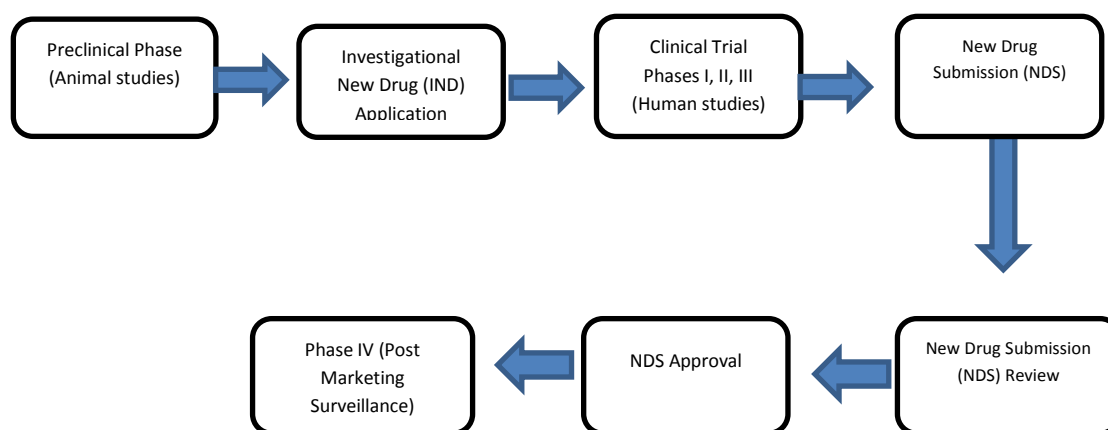 Preclinical Phase
(Animal studies)
Investigational
New Drug (IND)
Application
Clinical Trial
Phases I, II, III
(Human studies)
New Drug
Submission (NDS)
New Drug Submission
(NDS) Review
NDS Approval
Phase IV (Post
Marketing
Surveillance)